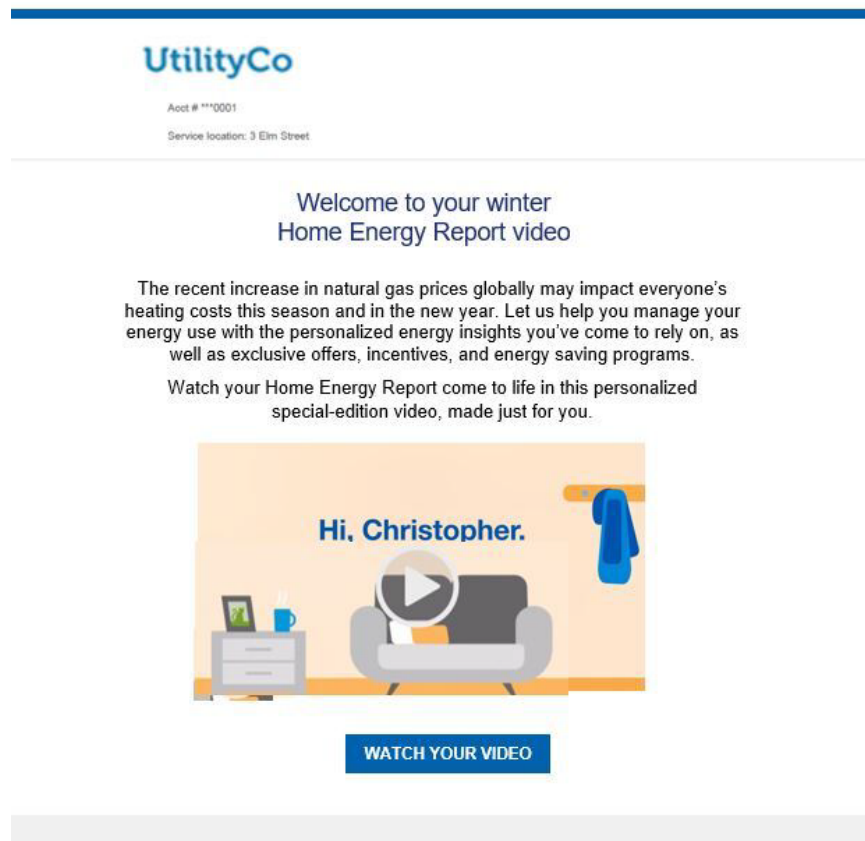 UtilityCo
Acct # ***0001
Service location: 3 Elm Street
Welcome to your winter
Home Energy Report video
The recent increase in natural gas prices globally may impact everyone's
heating costs this season and in the new year. Let us help you manage your
energy use with the personalized energy insights you've come to rely on, as
well as exclusive offers, incentives, and energy saving programs.
Watch your Home Energy Report come to life in this personalized
special-edition video, made just for you.
Hi, Christopher.
WATCH YOUR VIDEO